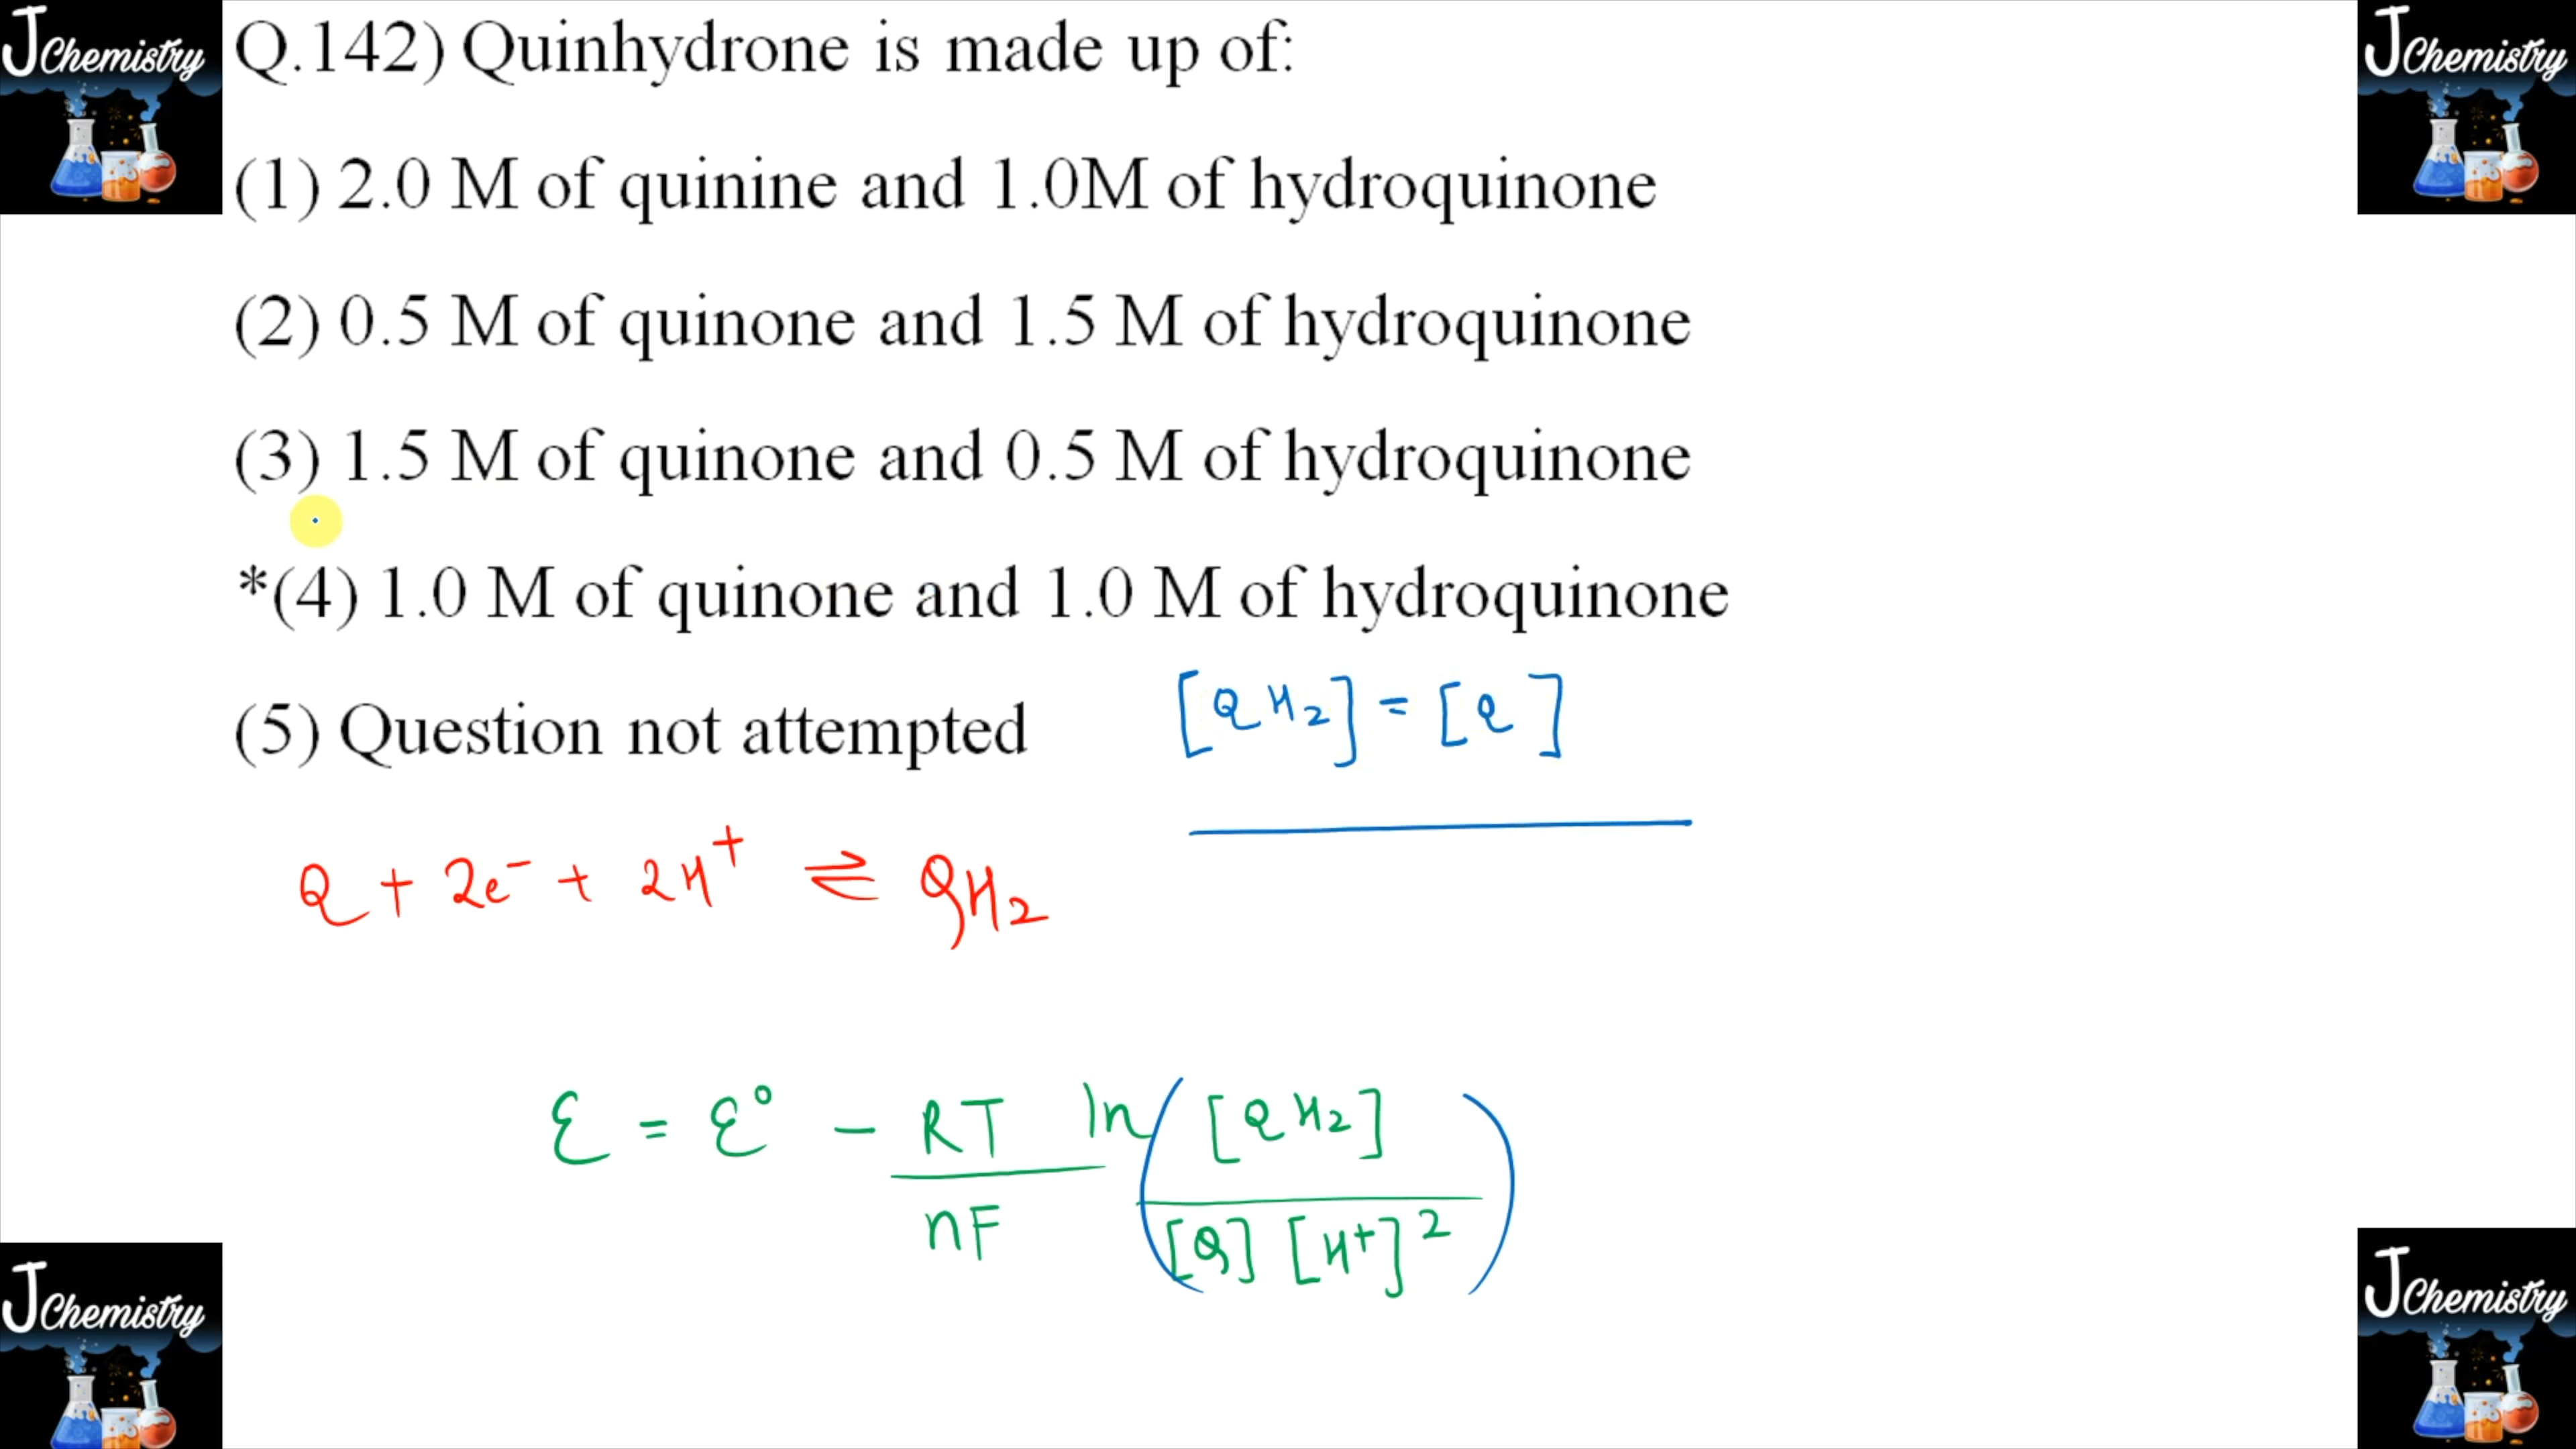 JChemistry
JChemistry
Q.142) Quinhydrone is made up of:
(1) 2.0 M of quinine and 1.0M of hydroquinone
(2) 0.5 M of quinone and 1.5 M of hydroquinone
(3) 1.5 M of quinone and 0.5 M of hydroquinone
*(4) 1.0 M of quinone and 1.0 M of hydroquinone
(5) Question not attempted
[QH₂] = [Q]
Q + 2e⁻ + 2H⁺ ⇌ QH₂
Ɛ = Ɛ° − RT ln ( [QH₂]
nF [Q] [H⁺]² )
JChemistry
JChemistry